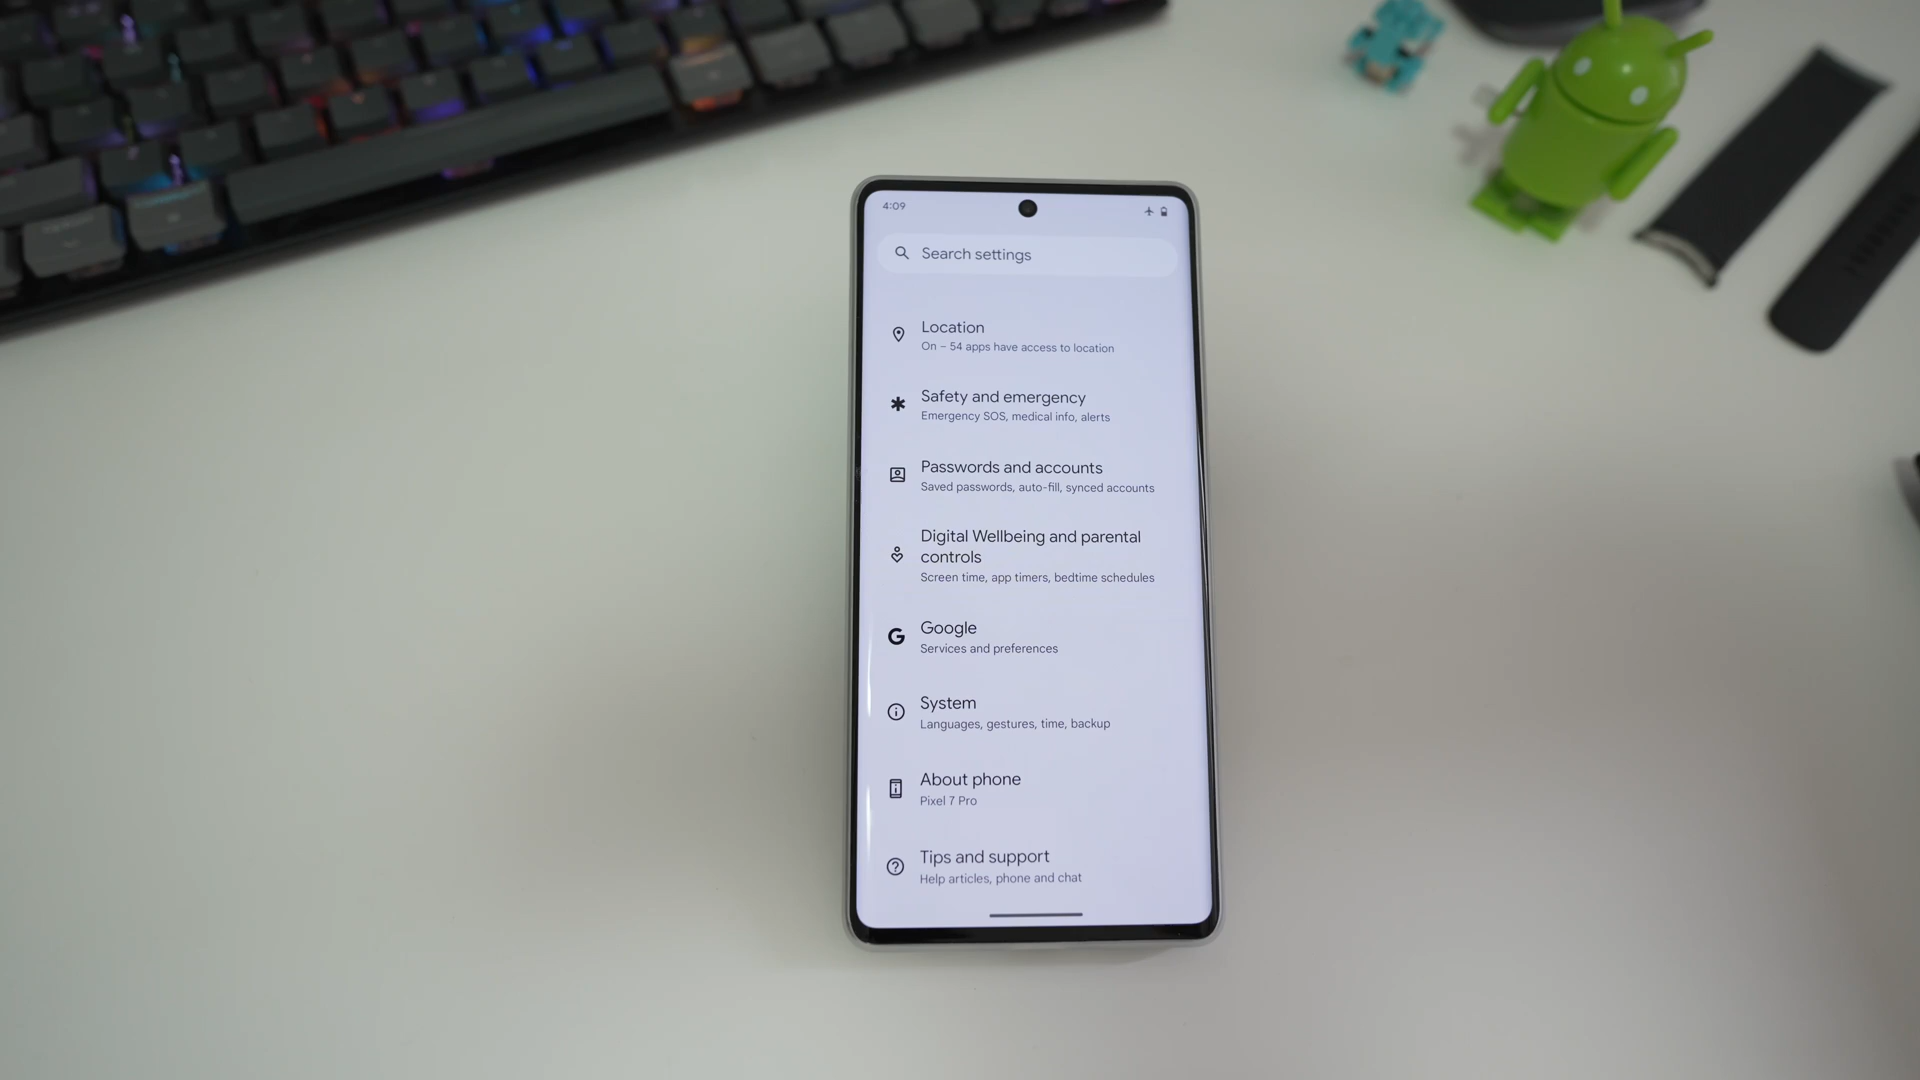 4:09
Search settings
Location
On – 54 apps have access to location
Safety and emergency
Emergency SOS, medical info, alerts
Passwords and accounts
Saved passwords, auto-fill, synced accounts
Digital Wellbeing and parental
controls
Screen time, app timers, bedtime schedules
Google
Services and preferences
System
Languages, gestures, time, backup
About phone
Pixel 7 Pro
Tips and support
Help articles, phone and chat